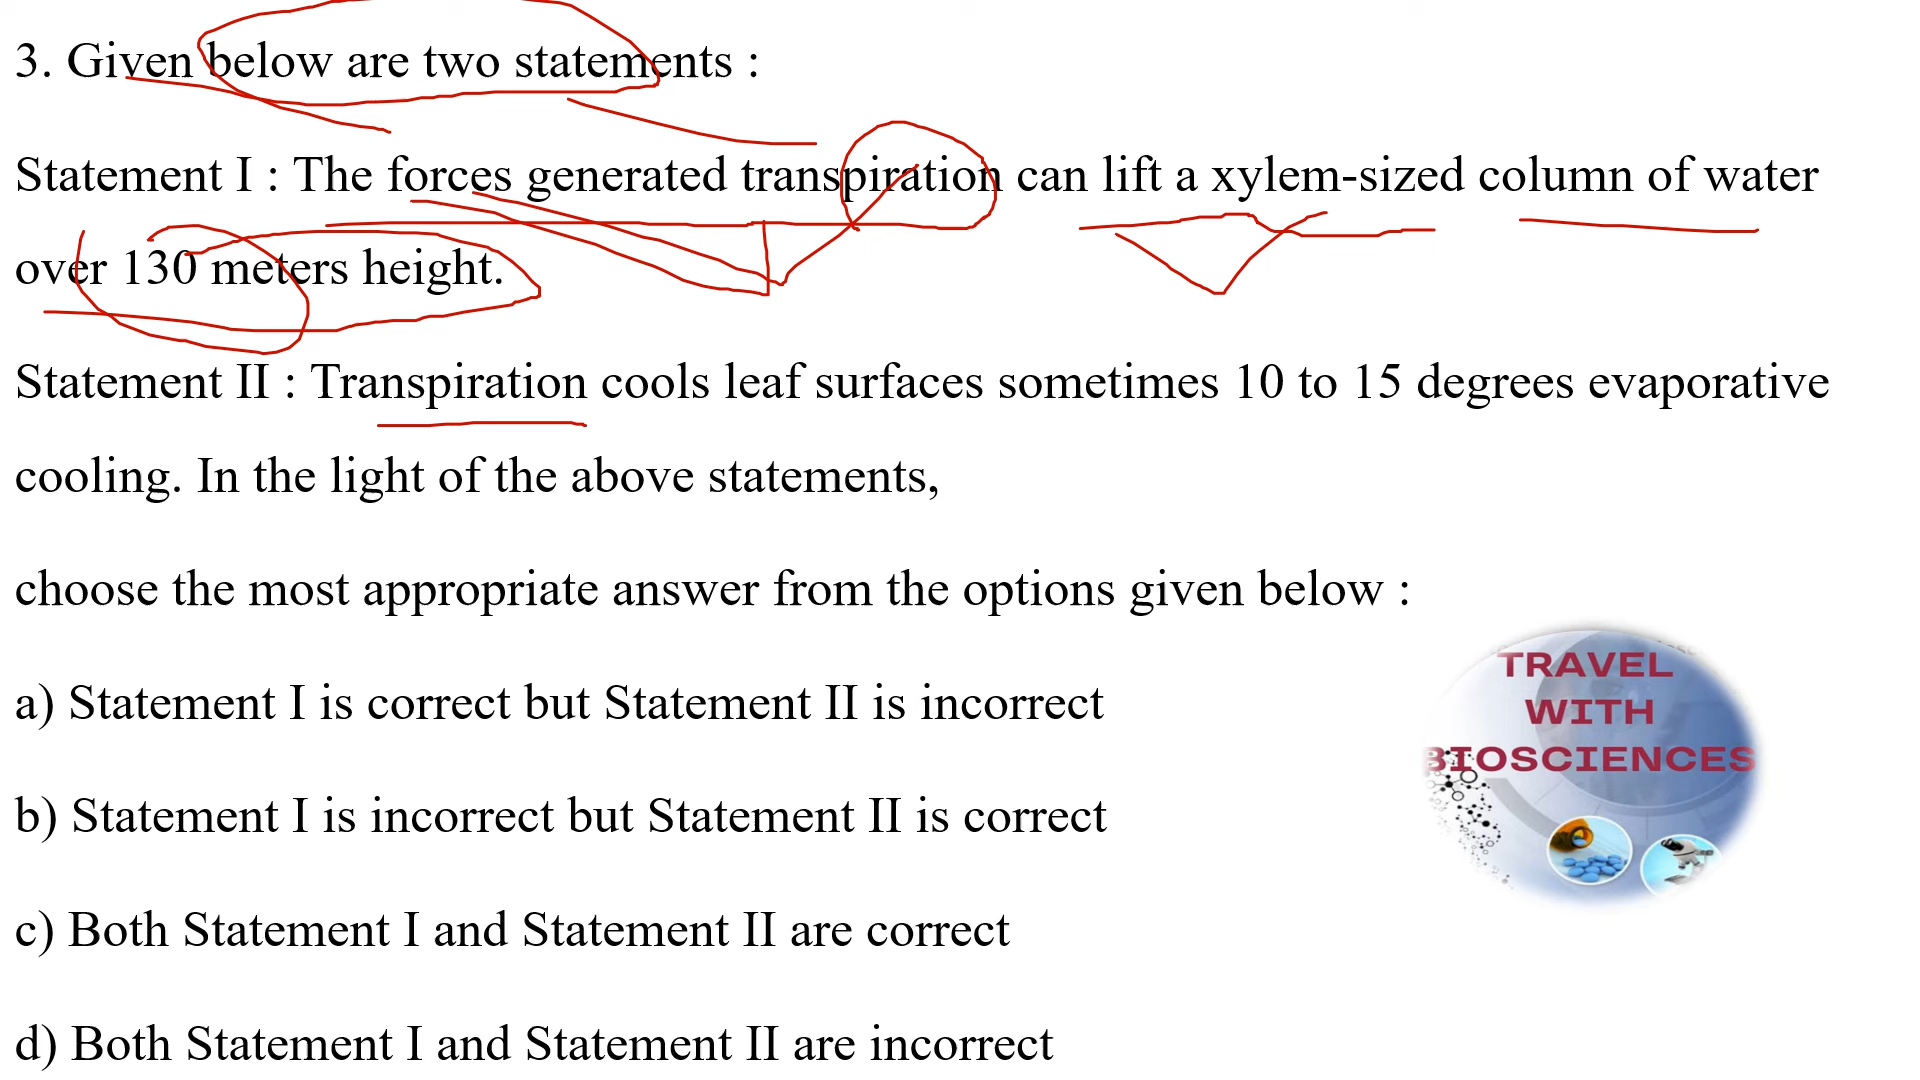 3. Given below are two statements :
Statement I : The forces generated transpiration can lift a xylem-sized column of water
over 130 meters height.
Statement II : Transpiration cools leaf surfaces sometimes 10 to 15 degrees evaporative
cooling. In the light of the above statements,
choose the most appropriate answer from the options given below :
a) Statement I is correct but Statement II is incorrect
b) Statement I is incorrect but Statement II is correct
c) Both Statement I and Statement II are correct
d) Both Statement I and Statement II are incorrect
TRAVEL
WITH
BIOSCIENCES